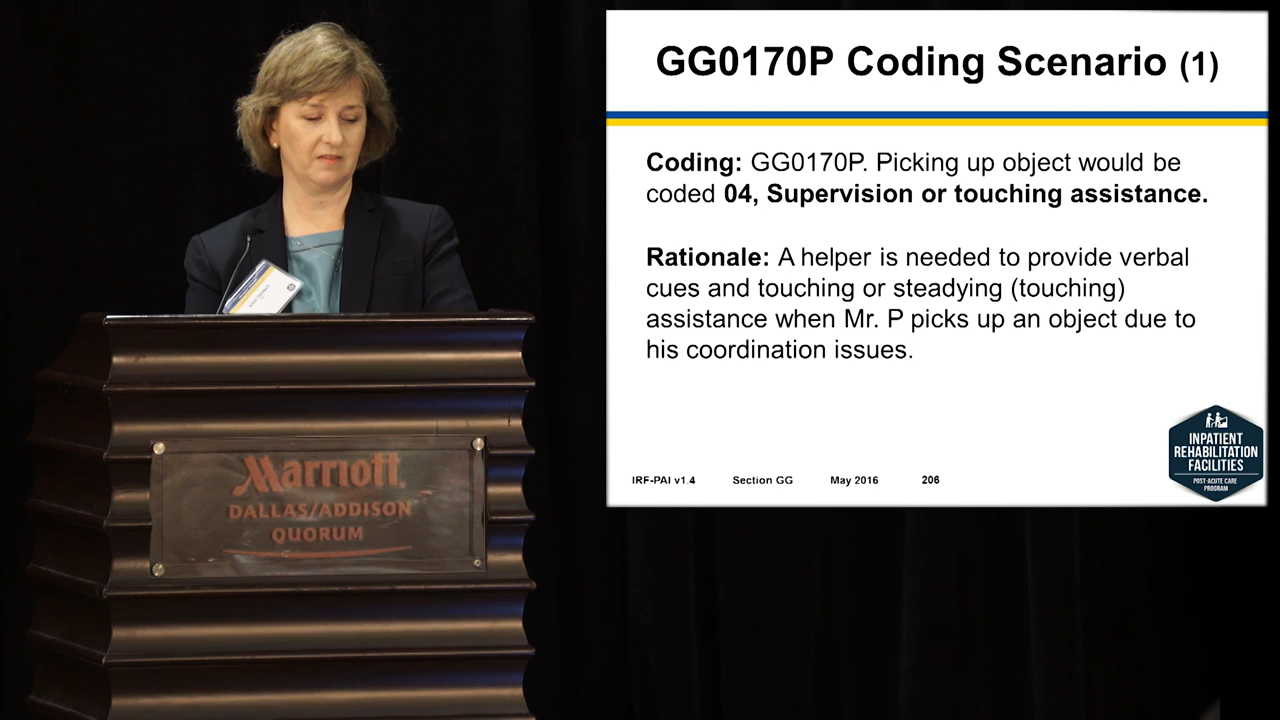 GG0170P Coding Scenario (1)
Coding: GG0170P. Picking up object would be
coded 04, Supervision or touching assistance.
Rationale: A helper is needed to provide verbal
cues and touching or steadying (touching)
assistance when Mr. P picks up an object due to
his coordination issues.
INPATIENT
REHABILITATION
FACILITIES
POST-ACUTE CARE
PROGRAM
IRF-PAI v1.4 Section GG May 2016 206
Marriott
DALLAS/ADDISON
QUORUM